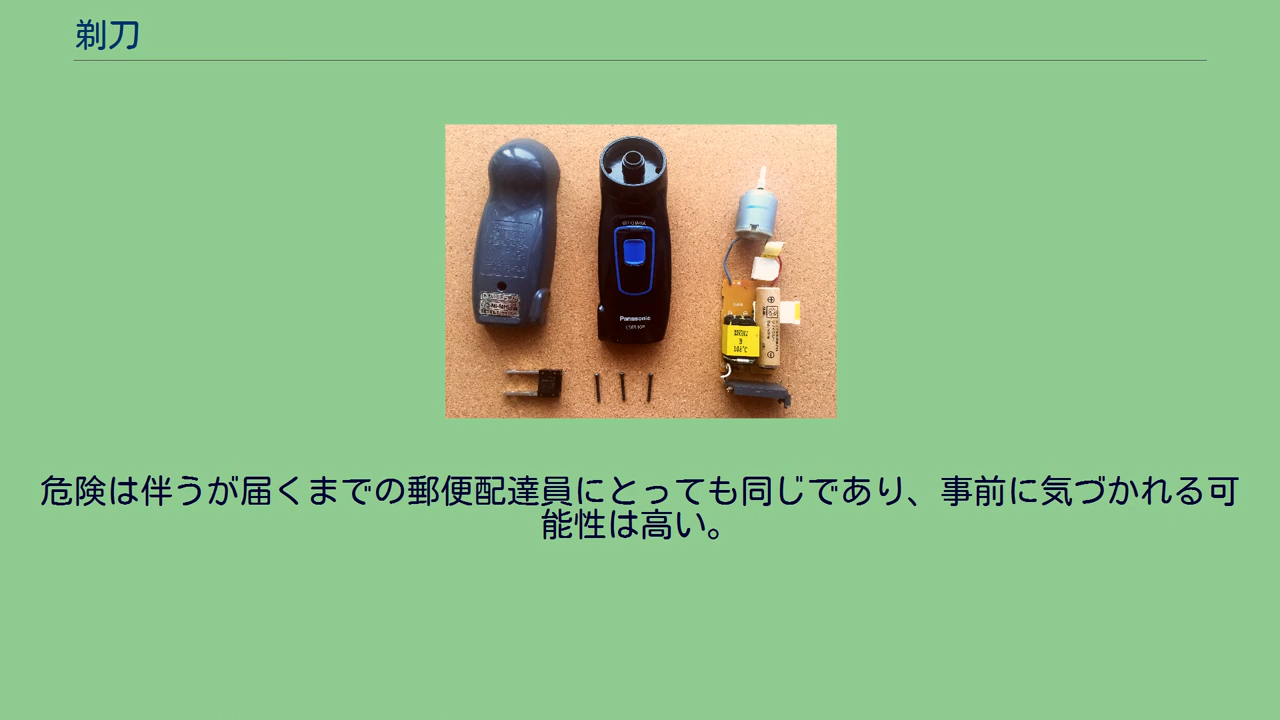 剃刀
Panasonic
危険は伴うが届くまでの郵便配達員にとっても同じであり、事前に気づかれる可
能性は高い。